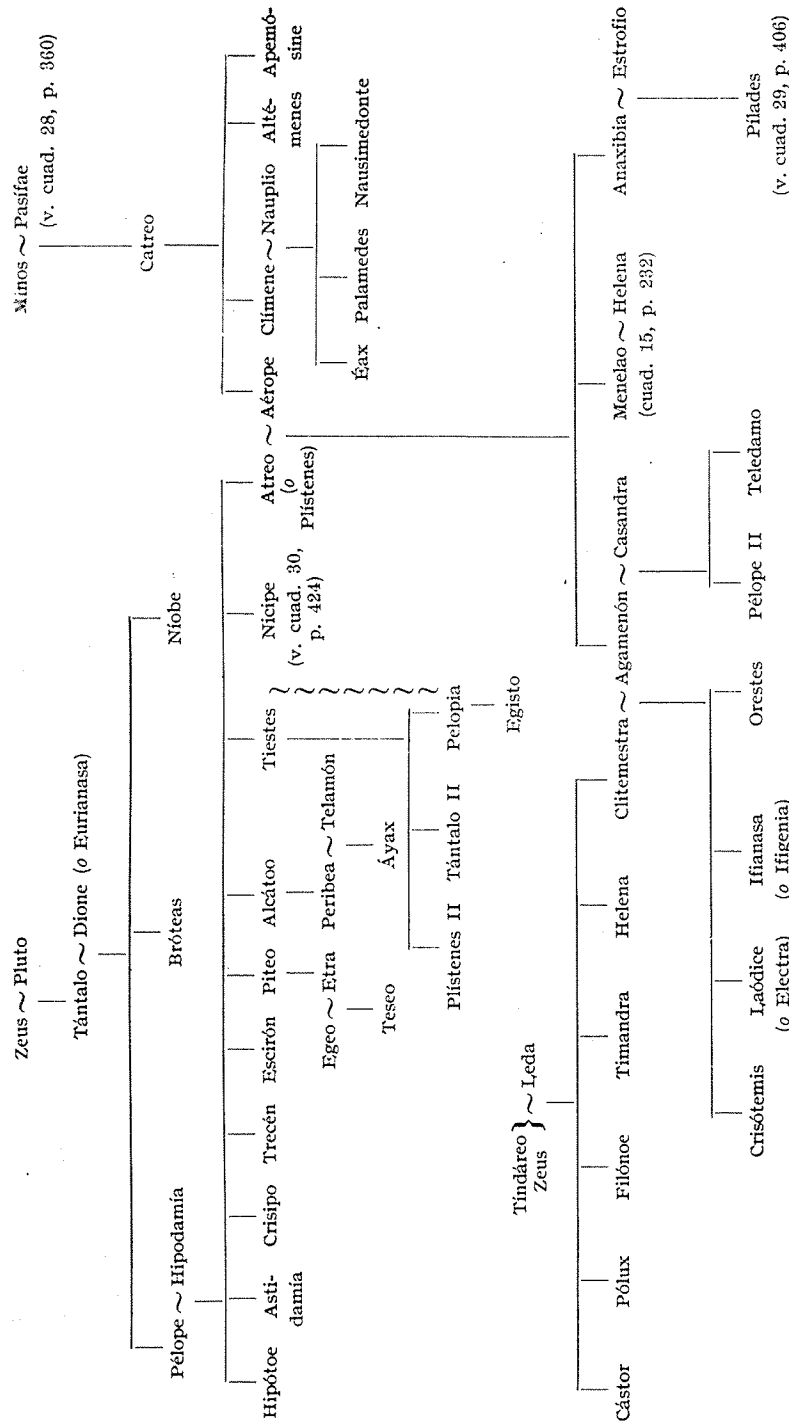 Zeus ~ Pluto
Minos ~ Pasífae
(v. cuad. 28, p. 360)
Tántalo ~ Dione (o Eurianasa)
Catreo
Pélope ~ Hipodamía
Bróteas
Níobe
Hipótoe
Asti-
damía
Crisipo
Trecén
Escirón
Piteo
Alcátoo
Tiestes
Nicipe
(v. cuad. 30,
p. 424)
Atreo ~ Aérope
(o
Plístenes)
Clímene ~ Nauplio
Alté-
menes
Apemó-
sine
Egeo ~ Etra
Peribea ~ Telamón
Éax
Palamedes
Nausimedonte
Teseo
Áyax
Plístenes II
Tántalo II
Pelopia
Egisto
Tindáreo
Zeus
} ~ Leda
Cástor
Pólux
Filónoe
Timandra
Helena
Clitemestra ~ Agamenón ~ Casandra
Menelao ~ Helena
(cuad. 15, p. 232)
Anaxibia ~ Estrofio
Crisótemis
Laódice
(o Electra)
Ifianasa
(o Ifigenia)
Orestes
Pélope II
Teledamo
Pílades
(v. cuad. 29, p. 406)